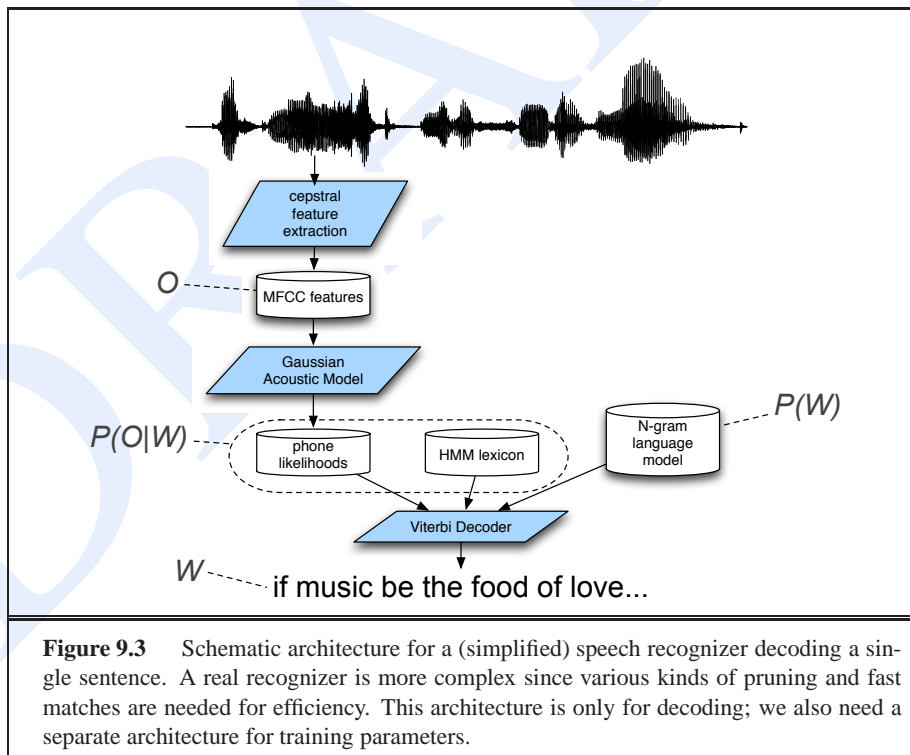 cepstral
feature
extraction
O
MFCC features
Gaussian
Acoustic Model
P(O|W)
phone
likelihoods
HMM lexicon
N-gram
language
model
P(W)
Viterbi Decoder
W
if music be the food of love...
Figure 9.3 Schematic architecture for a (simplified) speech recognizer decoding a sin-
gle sentence. A real recognizer is more complex since various kinds of pruning and fast
matches are needed for efficiency. This architecture is only for decoding; we also need a
separate architecture for training parameters.